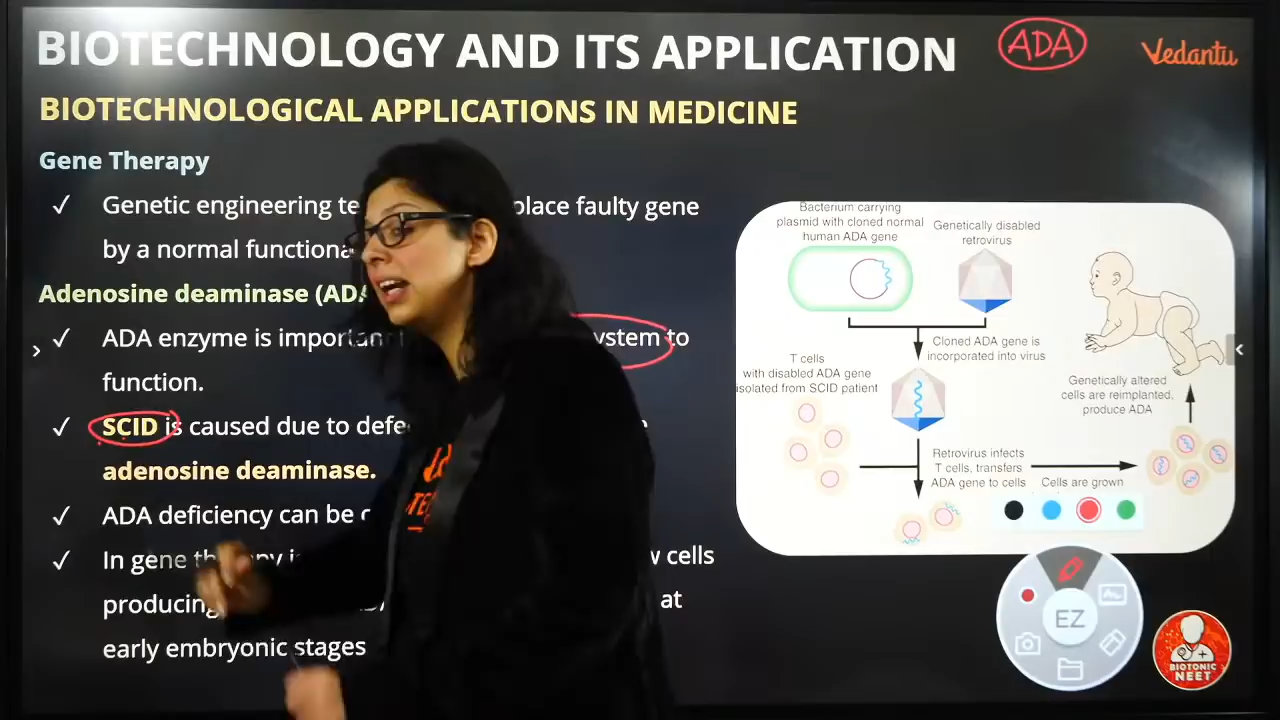 BIOTECHNOLOGY AND ITS APPLICATION
ADA
Vedantu
BIOTECHNOLOGICAL APPLICATIONS IN MEDICINE
Gene Therapy
✓ Genetic engineering te place faulty gene
by a normal functiona
Adenosine deaminase (ADA
✓ ADA enzyme is important ystem to
function.
✓ SCID is caused due to defe
adenosine deaminase.
✓ ADA deficiency can be c
✓ In gene therapy i w cells
producing at
early embryonic stages
Bacterium carrying
plasmid with cloned normal
human ADA gene
Genetically disabled
retrovirus
Cloned ADA gene is
incorporated into virus
T cells
with disabled ADA gene
isolated from SCID patient
Genetically altered
cells are reimplanted,
produce ADA
Retrovirus infects
T cells, transfers
ADA gene to cells
Cells are grown
EZ
BIOTONIC
NEET